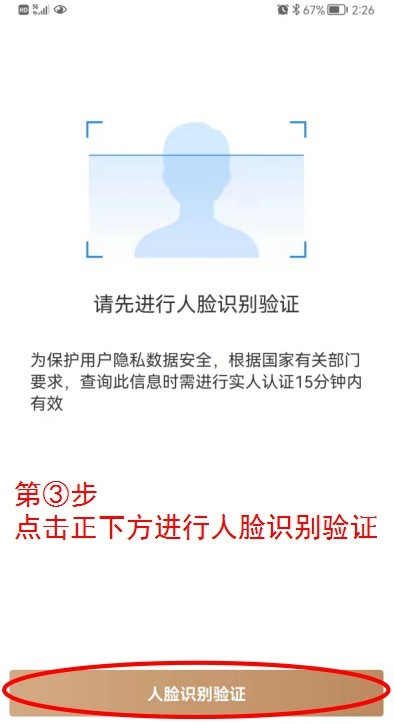 HD 5G 67% 2:26
请先进行人脸识别验证
为保护用户隐私数据安全，根据国家有关部门
要求，查询此信息时需进行实人认证15分钟内
有效
第③步
点击正下方进行人脸识别验证
人脸识别验证